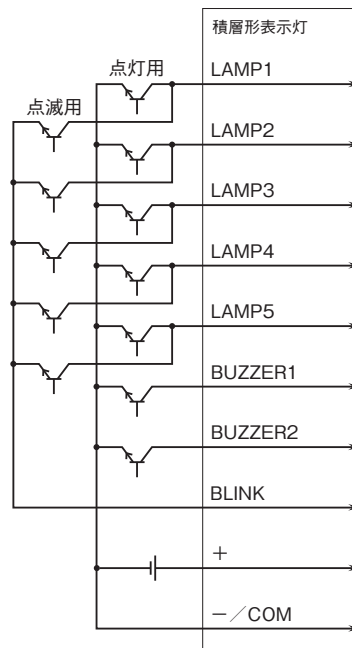 積層形表示灯
点灯用
LAMP1
点滅用
LAMP2
LAMP3
LAMP4
LAMP5
BUZZER1
BUZZER2
BLINK
＋
－／COM